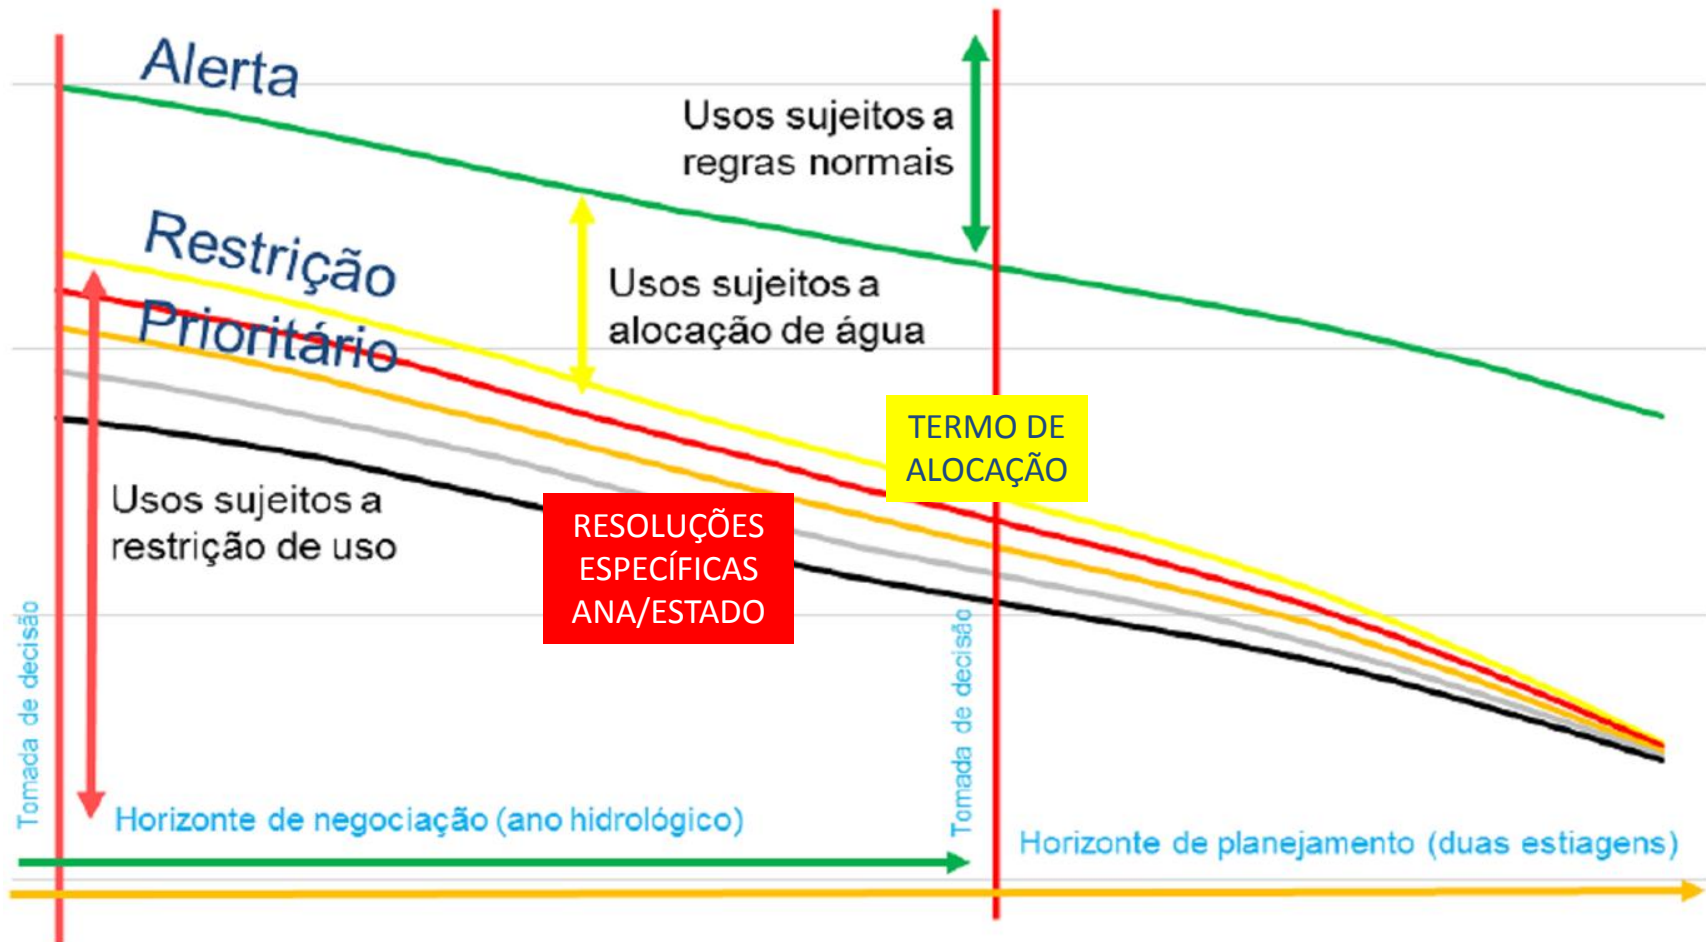 Alerta
Usos sujeitos a
regras normais
Restrição
Usos sujeitos a
alocação de água
Prioritário
TERMO DE
ALOCAÇÃO
Usos sujeitos a
restrição de uso
RESOLUÇÕES
ESPECÍFICAS
ANA/ESTADO
Tomada de decisão
Tomada de decisão
Horizonte de negociação (ano hidrológico)
Horizonte de planejamento (duas estiagens)